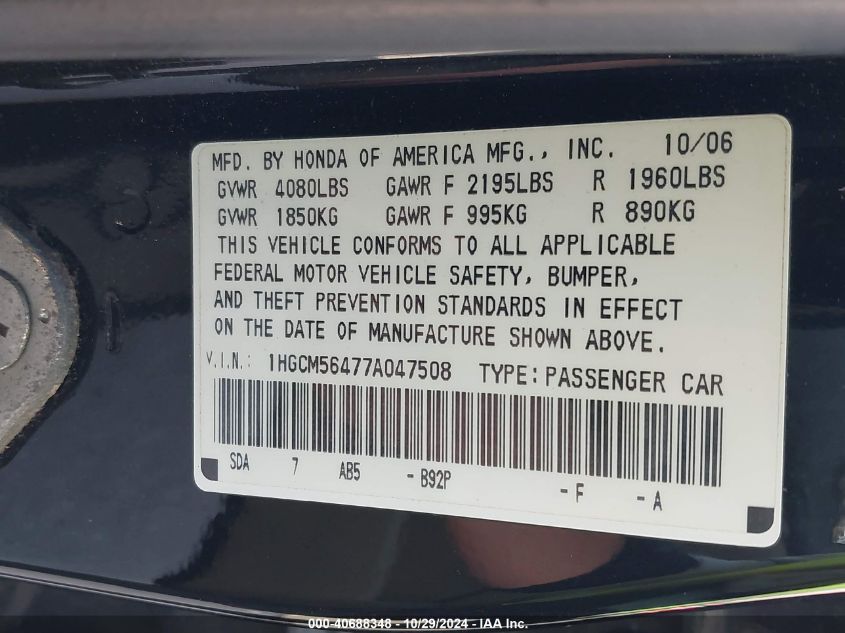 MFD. BY HONDA OF AMERICA MFG., INC. 10/06
GVWR 4080LBS GAWR F 2195LBS R 1960LBS
GVWR 1850KG GAWR F 995KG R 890KG
THIS VEHICLE CONFORMS TO ALL APPLICABLE
FEDERAL MOTOR VEHICLE SAFETY, BUMPER,
AND THEFT PREVENTION STANDARDS IN EFFECT
ON THE DATE OF MANUFACTURE SHOWN ABOVE.
V.I.N.: 1HGCM56477A047508 TYPE: PASSENGER CAR
SDA 7 AB5 - B92P - F - A
000-40688348 - 10/29/2024 - IAA Inc.